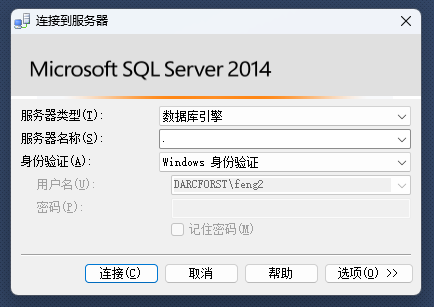 连接到服务器
Microsoft SQL Server 2014
服务器类型(T): 数据库引擎
服务器名称(S): .
身份验证(A): Windows 身份验证
用户名(U): DARCFORST\feng2
密码(P):
记住密码(M)
连接(C) 取消 帮助 选项(O) >>